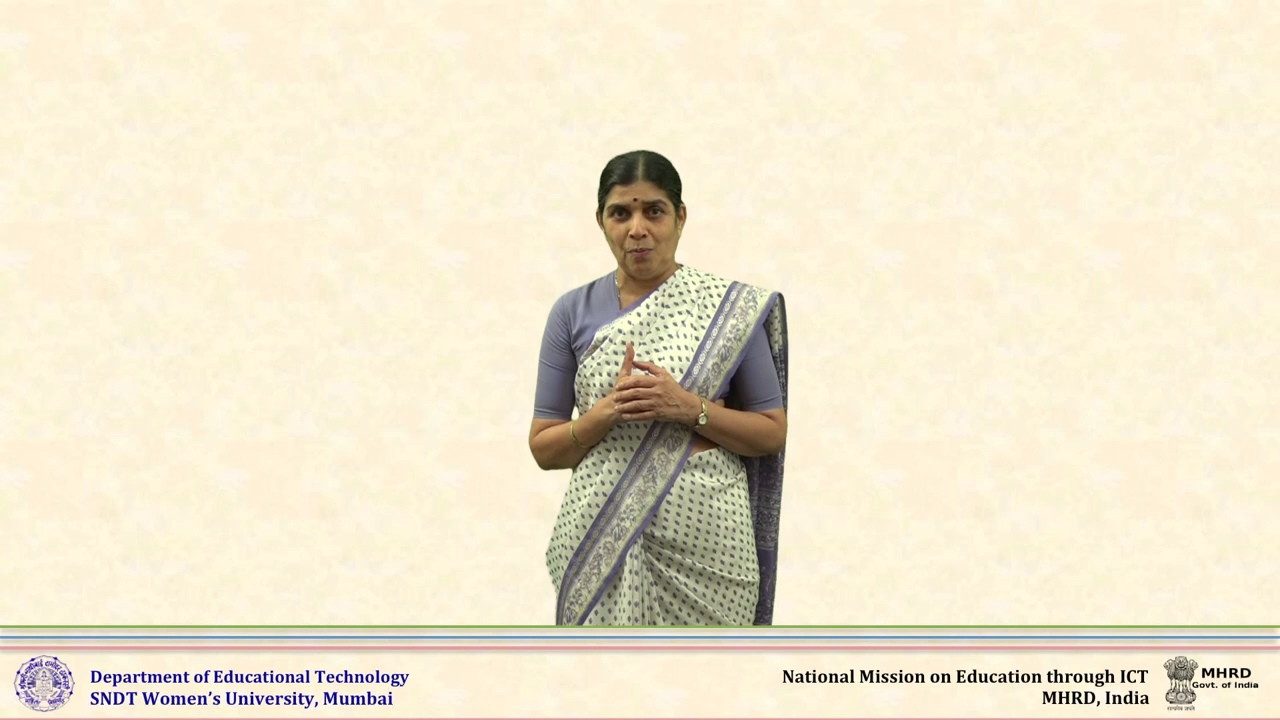 Department of Educational Technology
SNDT Women's University, Mumbai
National Mission on Education through ICT
MHRD, India
MHRD
Govt. of India